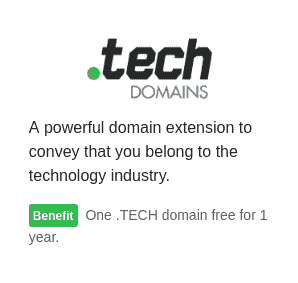 .tech
DOMAINS
A powerful domain extension to
convey that you belong to the
technology industry.
Benefit One .TECH domain free for 1
year.